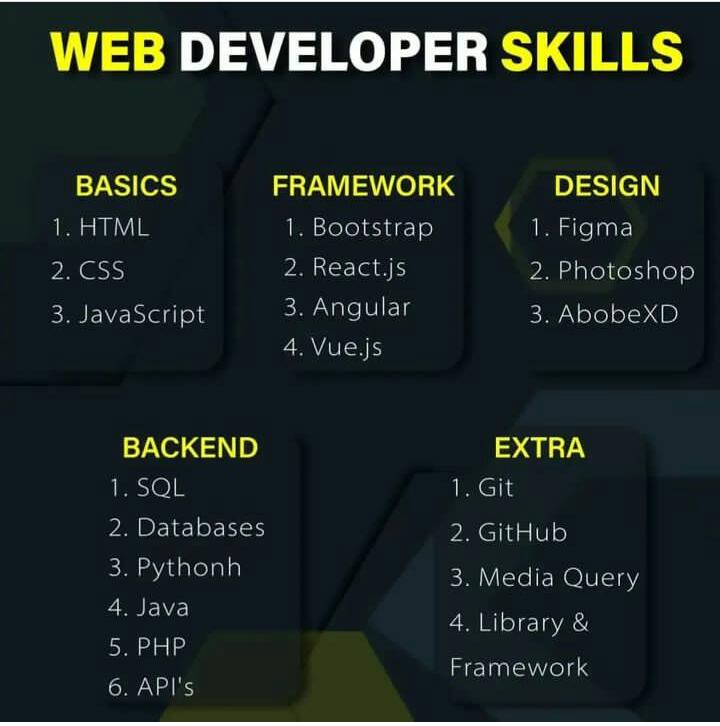 WEB DEVELOPER SKILLS
BASICS
1. HTML
2. CSS
3. JavaScript
FRAMEWORK
1. Bootstrap
2. React.js
3. Angular
4. Vue.js
DESIGN
1. Figma
2. Photoshop
3. AbobeXD
BACKEND
1. SQL
2. Databases
3. Pythonh
4. Java
5. PHP
6. API's
EXTRA
1. Git
2. GitHub
3. Media Query
4. Library &
Framework